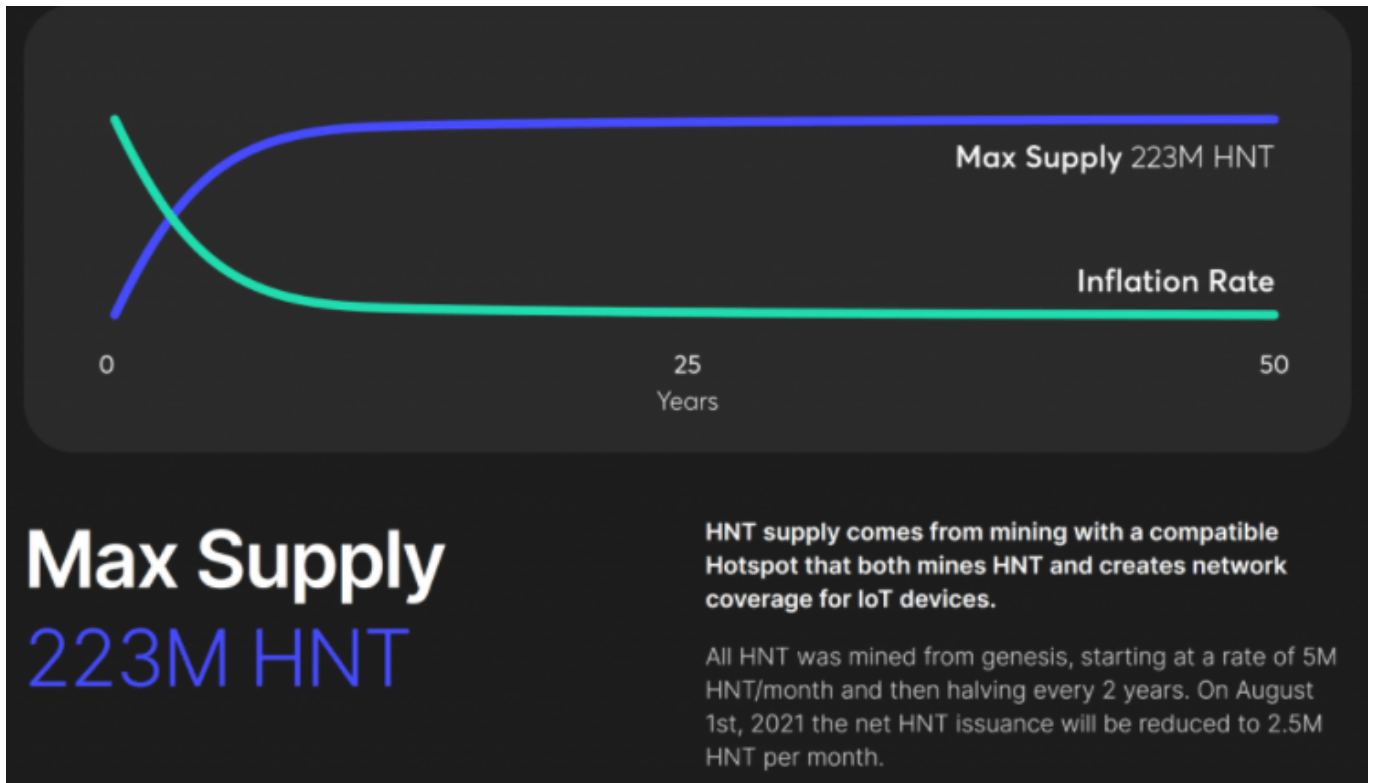 Max Supply 223M HNT
Inflation Rate
0
25
50
Years
Max Supply
223M HNT
HNT supply comes from mining with a compatible
Hotspot that both mines HNT and creates network
coverage for IoT devices.
All HNT was mined from genesis, starting at a rate of 5M
HNT/month and then halving every 2 years. On August
1st, 2021 the net HNT issuance will be reduced to 2.5M
HNT per month.